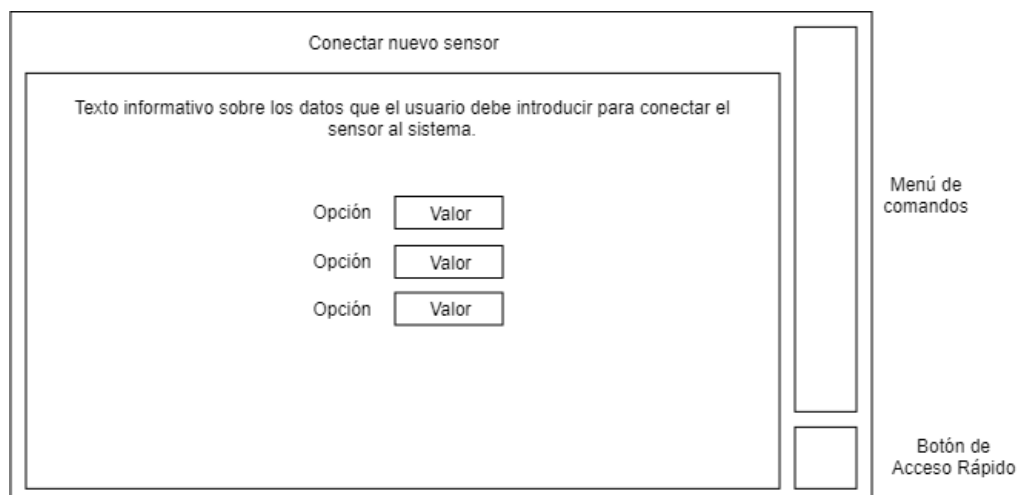 Conectar nuevo sensor
Texto informativo sobre los datos que el usuario debe introducir para conectar el
sensor al sistema.
Opción Valor
Opción Valor
Opción Valor
Menú de
comandos
Botón de
Acceso Rápido